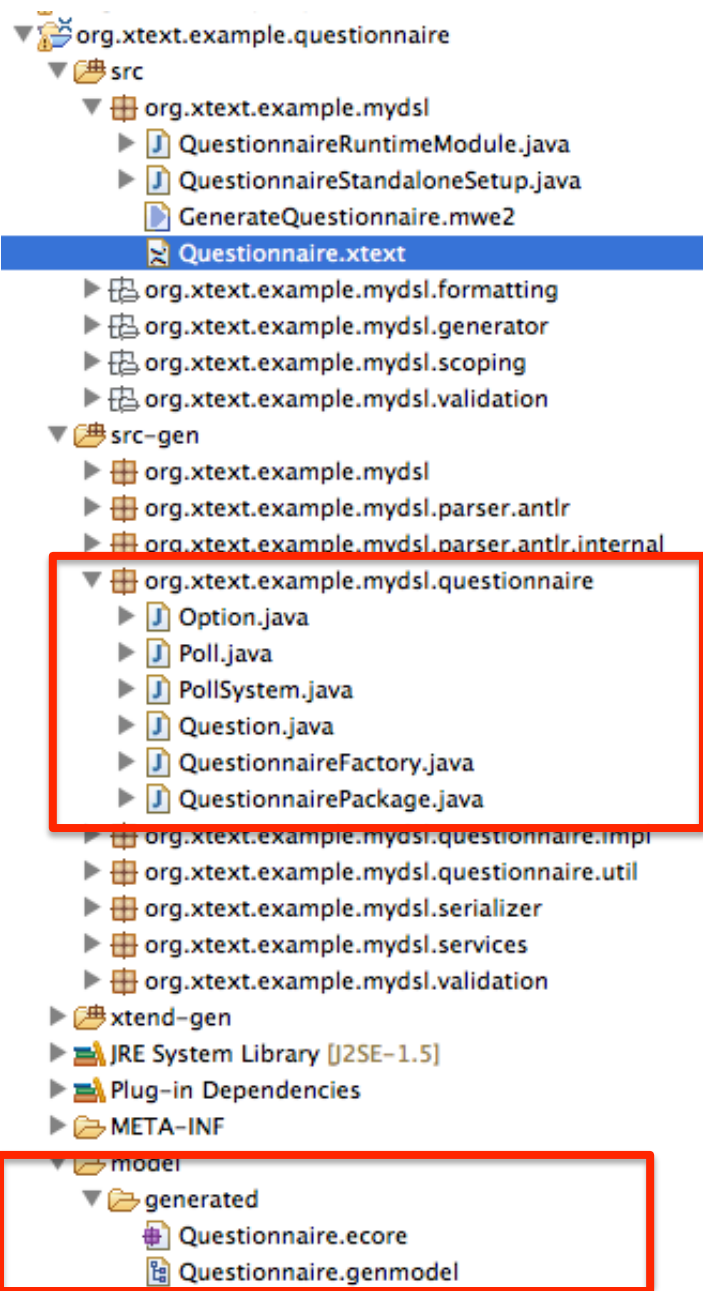 org.xtext.example.questionnaire
src
org.xtext.example.mydsl
QuestionnaireRuntimeModule.java
QuestionnaireStandaloneSetup.java
GenerateQuestionnaire.mwe2
Questionnaire.xtext
org.xtext.example.mydsl.formatting
org.xtext.example.mydsl.generator
org.xtext.example.mydsl.scoping
org.xtext.example.mydsl.validation
src-gen
org.xtext.example.mydsl
org.xtext.example.mydsl.parser.antlr
org.xtext.example.mydsl.parser.antlr.internal
org.xtext.example.mydsl.questionnaire
Option.java
Poll.java
PollSystem.java
Question.java
QuestionnaireFactory.java
QuestionnairePackage.java
org.xtext.example.mydsl.questionnaire.impl
org.xtext.example.mydsl.questionnaire.util
org.xtext.example.mydsl.serializer
org.xtext.example.mydsl.services
org.xtext.example.mydsl.validation
xtend-gen
JRE System Library [J2SE-1.5]
Plug-in Dependencies
META-INF
model
generated
Questionnaire.ecore
Questionnaire.genmodel